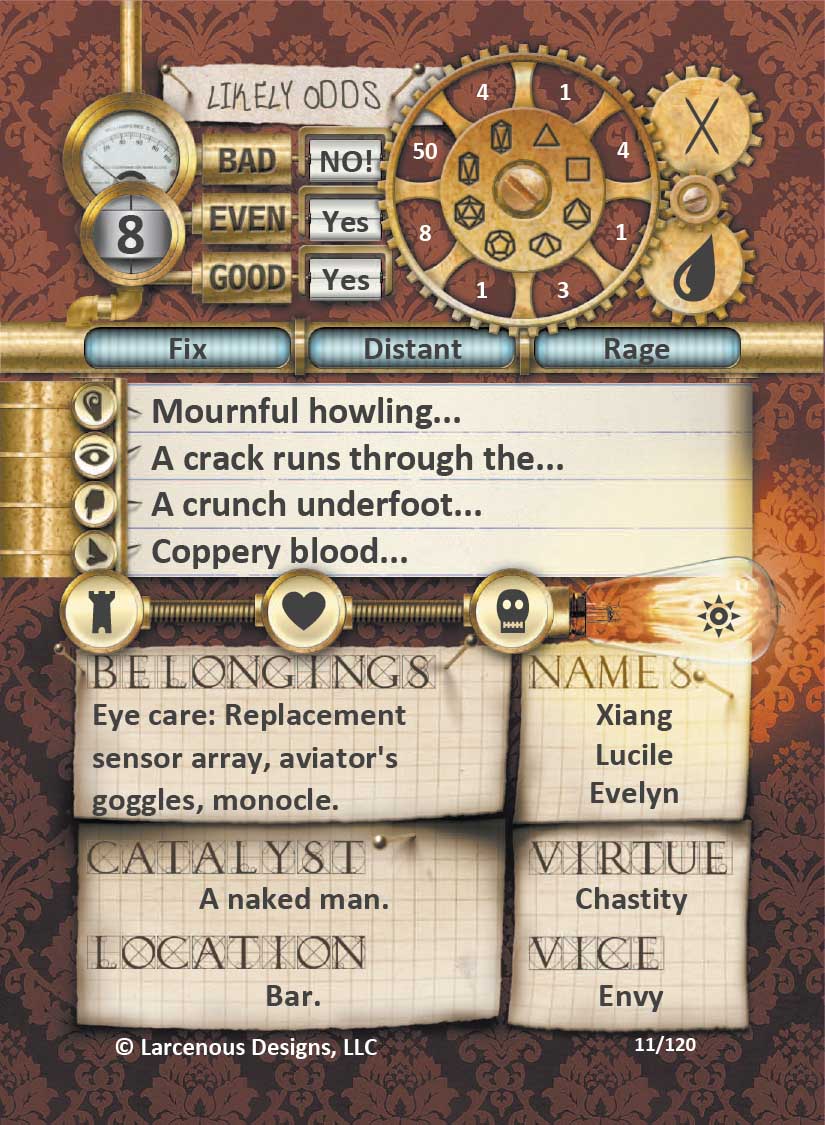 LIKELY ODDS
BAD NO!
EVEN Yes
GOOD Yes
8
4 1
50 4
8 1
1 3
Fix Distant Rage
Mournful howling...
A crack runs through the...
A crunch underfoot...
Coppery blood...
BELONGINGS
Eye care: Replacement
sensor array, aviator's
goggles, monocle.
NAMES
Xiang
Lucile
Evelyn
CATALYST
A naked man.
LOCATION
Bar.
VIRTUE
Chastity
VICE
Envy
© Larcenous Designs, LLC
11/120